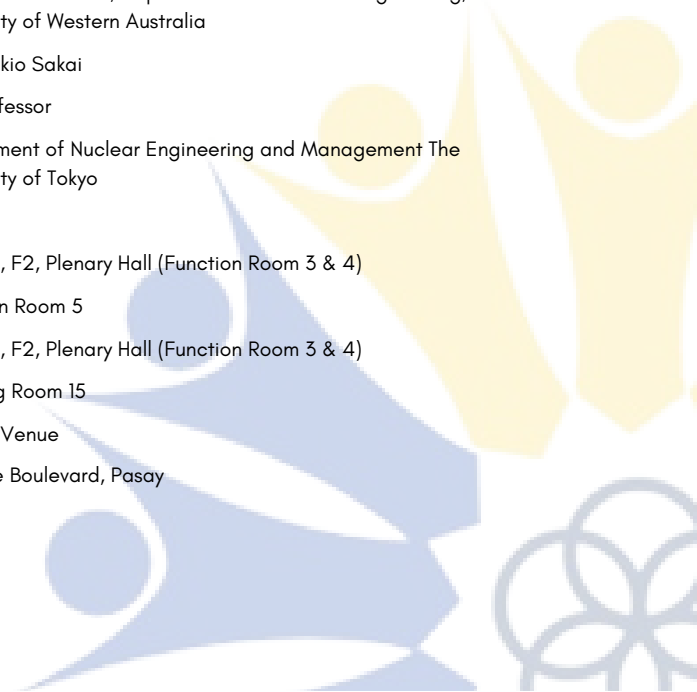 ty of Western Australia
kio Sakai
fessor
ment of Nuclear Engineering and Management The
ty of Tokyo
, F2, Plenary Hall (Function Room 3 & 4)
n Room 5
, F2, Plenary Hall (Function Room 3 & 4)
g Room 15
Venue
e Boulevard, Pasay